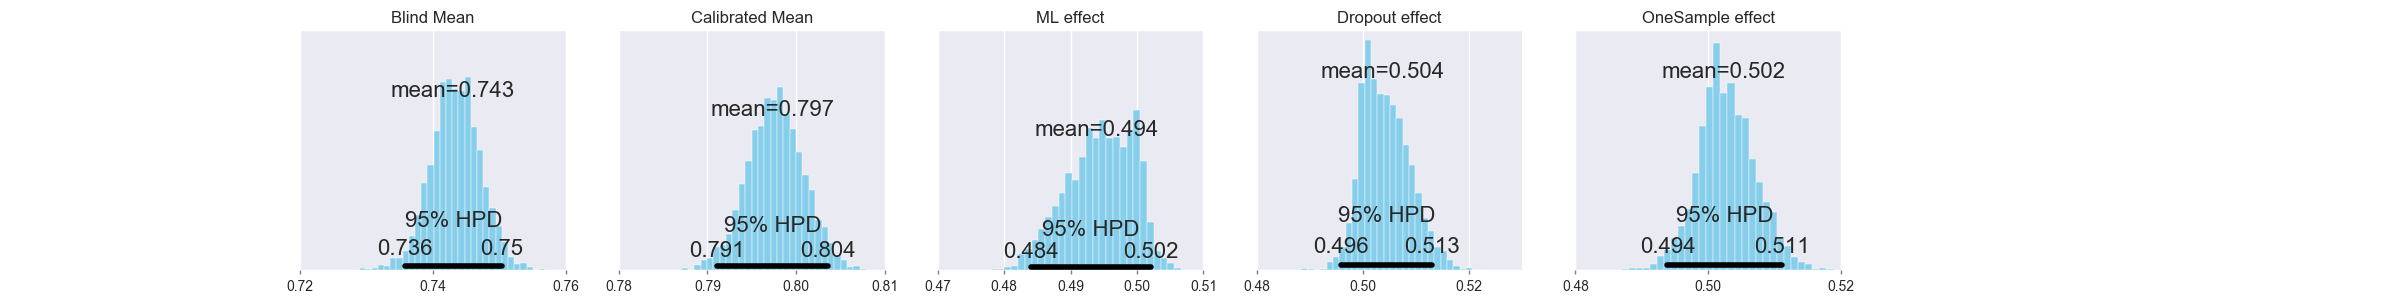 Blind Mean
mean=0.743
95% HPD
0.736 0.75
0.72 0.74 0.76
Calibrated Mean
mean=0.797
95% HPD
0.791 0.804
0.78 0.79 0.80 0.81
ML effect
mean=0.494
95% HPD
0.484 0.502
0.47 0.48 0.49 0.50 0.51
Dropout effect
mean=0.504
95% HPD
0.496 0.513
0.48 0.50 0.52
OneSample effect
mean=0.502
95% HPD
0.494 0.511
0.48 0.50 0.52